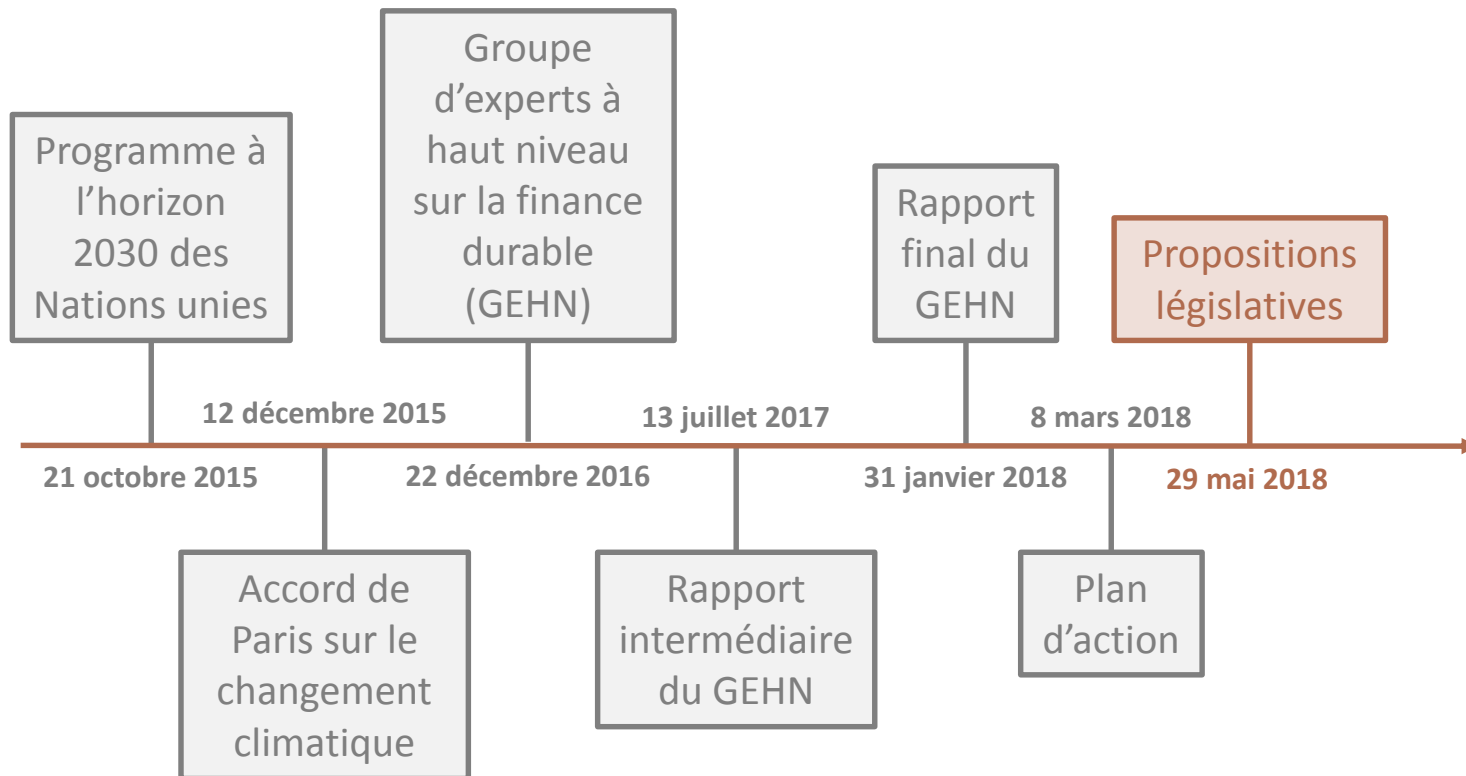 Groupe
d’experts à
haut niveau
sur la finance
durable
(GEHN)
Programme à
l’horizon
2030 des
Nations unies
Rapport
final du
GEHN
Propositions
législatives
12 décembre 2015
13 juillet 2017
8 mars 2018
21 octobre 2015
22 décembre 2016
31 janvier 2018
29 mai 2018
Accord de
Paris sur le
changement
climatique
Rapport
intermédiaire
du GEHN
Plan
d’action